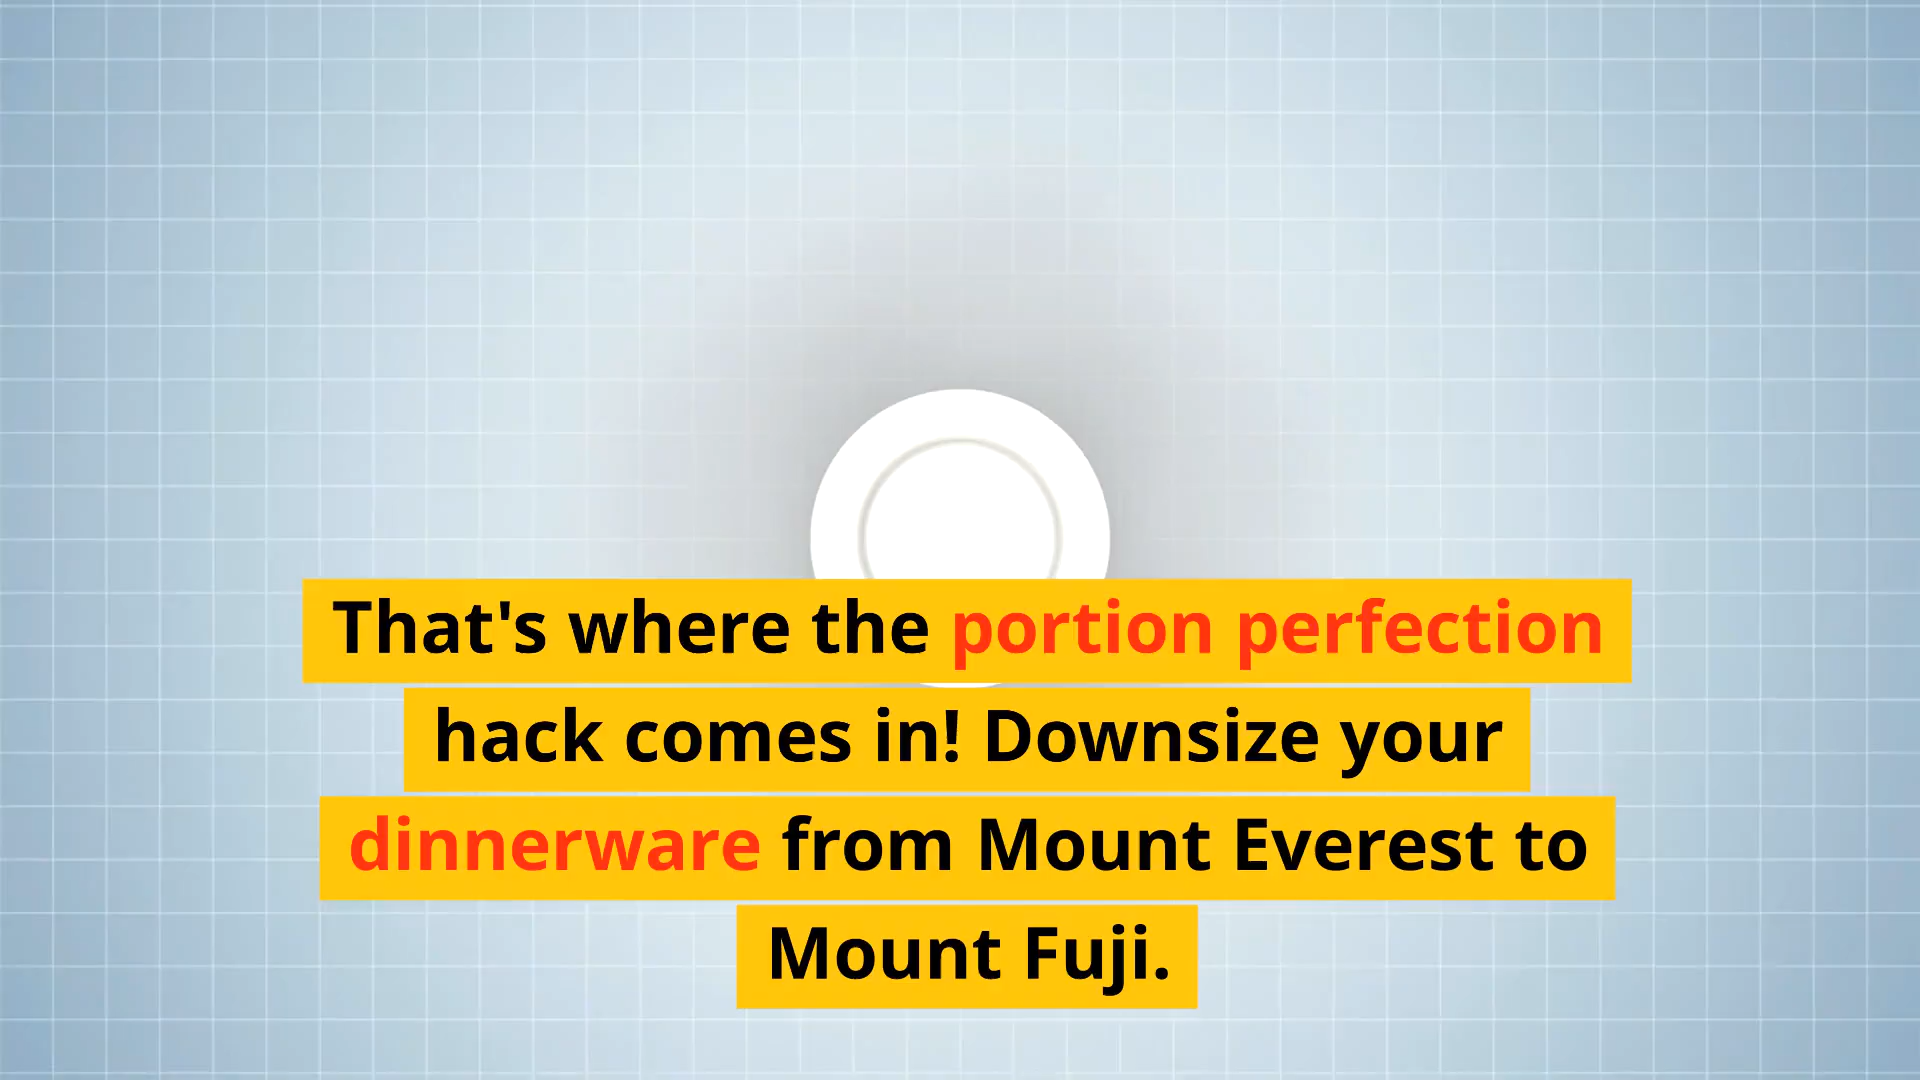 That's where the portion perfection
hack comes in! Downsize your
dinnerware from Mount Everest to
Mount Fuji.